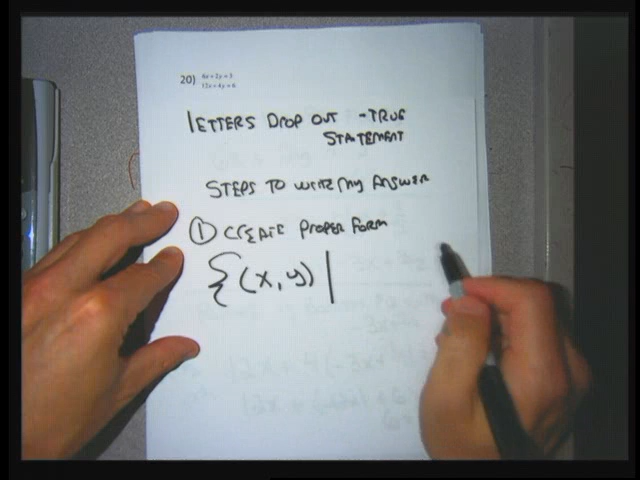 20) 6x + 2y = 3
12x + 4y = 6
LETTERS DROP OUT - TRUE
STATEMENT
STEPS TO WRITE MY ANSWER
① CREATE PROPER FORM
{(x, y) |